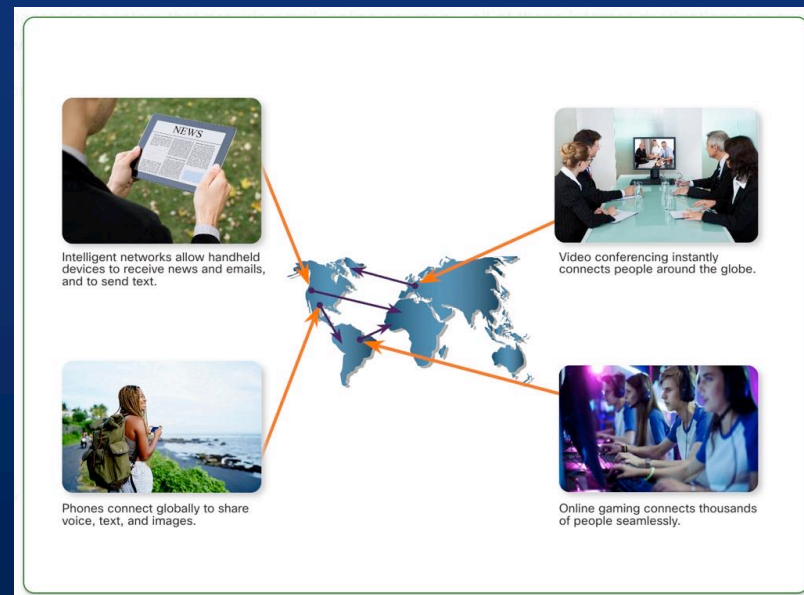 NEWS
Intelligent networks allow handheld
devices to receive news and emails,
and to send text.
Video conferencing instantly
connects people around the globe.
Phones connect globally to share
voice, text, and images.
Online gaming connects thousands
of people seamlessly.